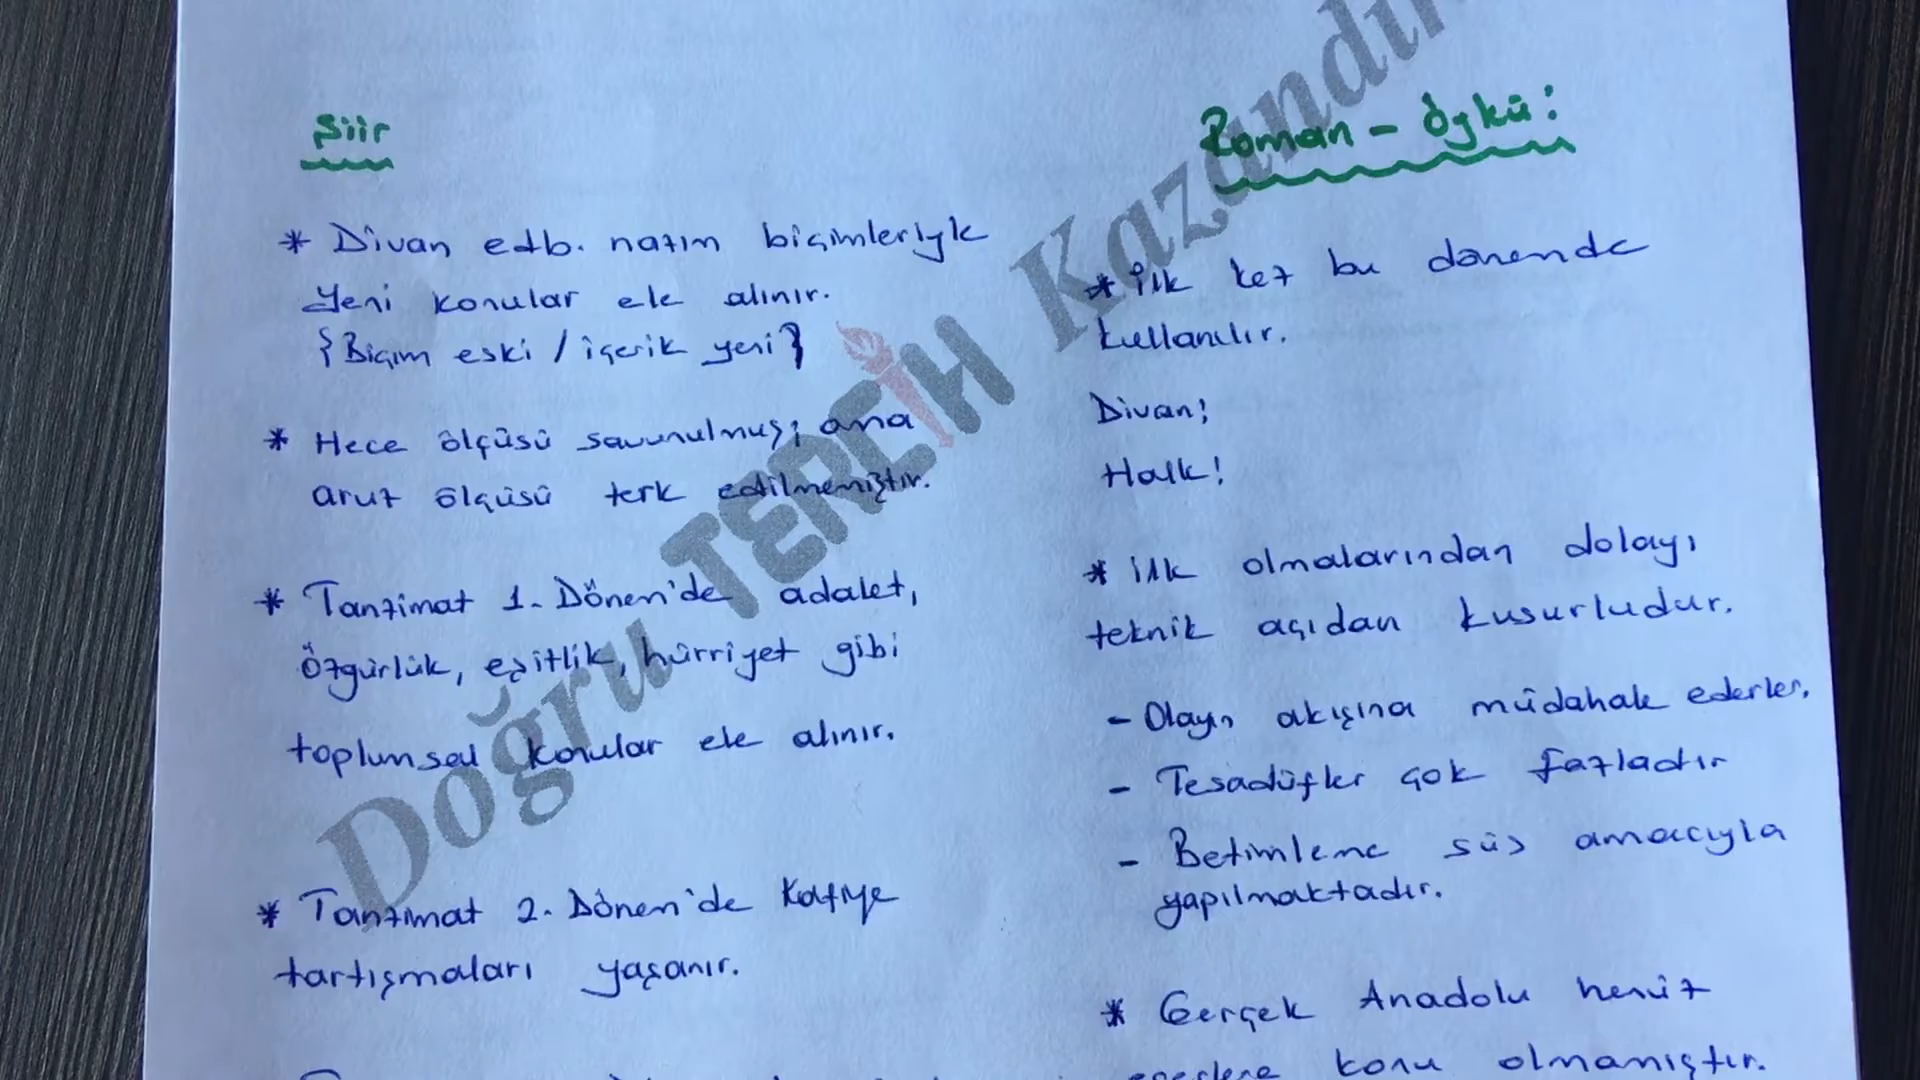 Şiir
* Divan edb. nazım biçimleriyle
Yeni konular ele alınır.
{Biçim eski / içerik yeni}
* Hece ölçüsü savunulmuş; ama
aruz ölçüsü terk edilmemiştir.
* Tanzimat 1. Dönem'de adalet,
Özgürlük, eşitlik, hürriyet gibi
toplumsal konular ele alınır.
* Tanzimat 2. Dönem'de kafiye
tartışmaları yaşanır.
Roman - Öykü:
* ilk kez bu dönemde
kullanılır.
Divan;
Halk!
* ilk olmalarından dolayı
teknik açıdan kusurludur.
- Olayın akışına müdahale ederler.
- Tesadüfler çok fazladır
- Betimleme süs amacıyla
yapılmaktadır.
* Gerçek Anadolu henüz
konu olmamıştır.
Doğru TERCİH Kazandır